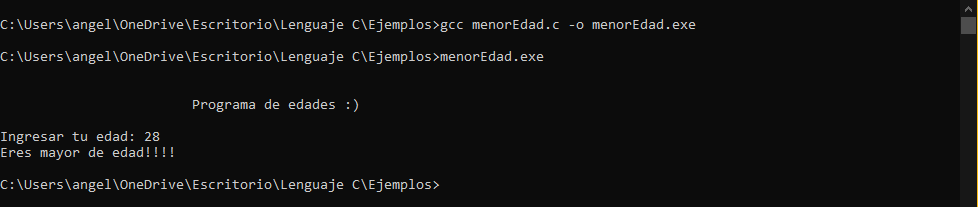 C:\Users\angel\OneDrive\Escritorio\Lenguaje C\Ejemplos>gcc menorEdad.c -o menorEdad.exe
C:\Users\angel\OneDrive\Escritorio\Lenguaje C\Ejemplos>menorEdad.exe
Programa de edades :)
Ingresar tu edad: 28
Eres mayor de edad!!!!
C:\Users\angel\OneDrive\Escritorio\Lenguaje C\Ejemplos>